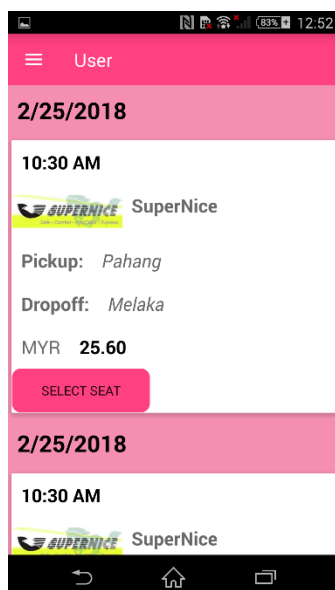 83% 12:52
User
2/25/2018
10:30 AM
SUPERNICE SuperNice
Pickup: Pahang
Dropoff: Melaka
MYR 25.60
SELECT SEAT
2/25/2018
10:30 AM
SUPERNICE SuperNice